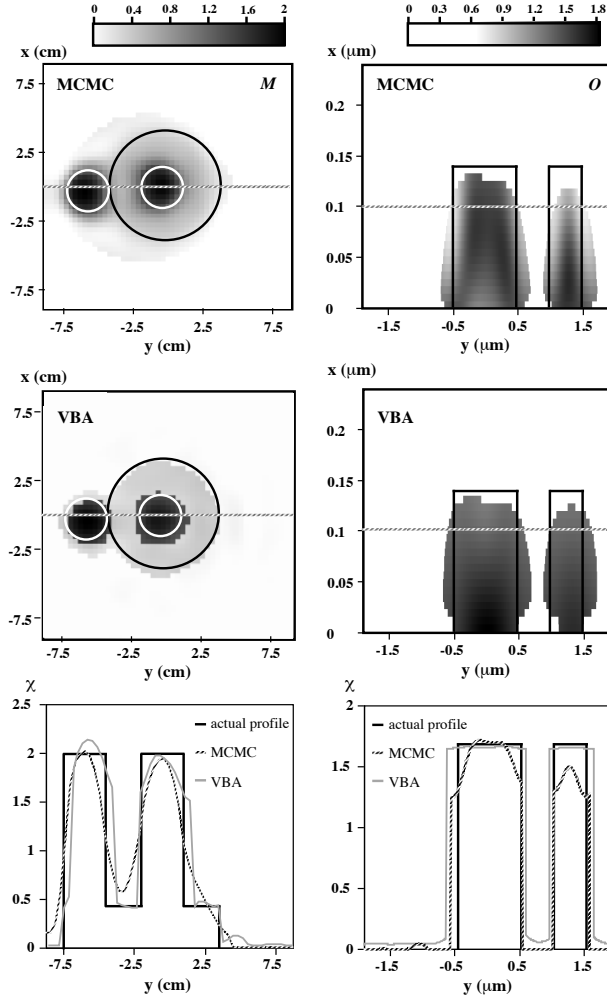 0 0.4 0.8 1.2 1.6 2
x (cm)
MCMC M
7.5
2.5
-2.5
-7.5
-7.5 -2.5 2.5 7.5
y (cm)
0 0.3 0.6 0.9 1.2 1.5 1.8
x (μm)
MCMC O
0.2
0.15
0.1
0.05
0
-1.5 -0.5 0.5 1.5
y (μm)
x (cm)
VBA
7.5
2.5
-2.5
-7.5
-7.5 -2.5 2.5 7.5
y (cm)
x (μm)
VBA
0.2
0.15
0.1
0.05
0
-1.5 -0.5 0.5 1.5
y (μm)
χ
2.5
2
1.5
1
0.5
0
actual profile
MCMC
VBA
-7.5 -2.5 2.5 7.5
y (cm)
2
1.5
1
0.5
0
actual profile
MCMC
VBA
-1.5 -0.5 0.5 1.5
y (μm)